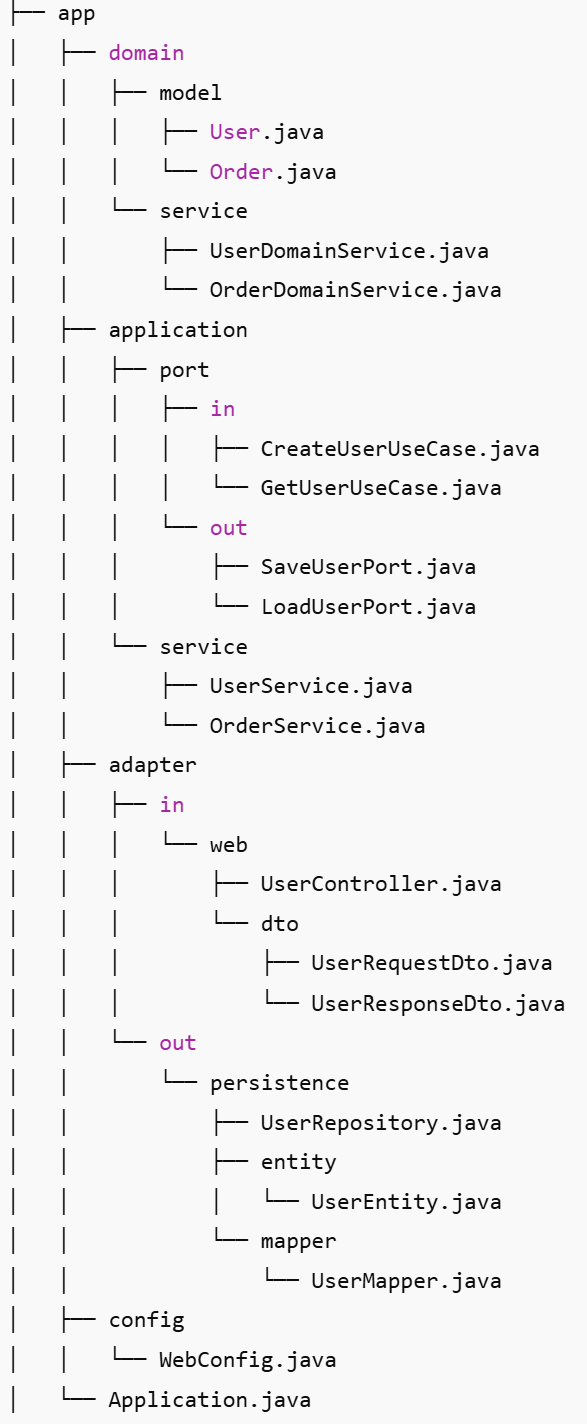 ├── app
│   ├── domain
│   │   ├── model
│   │   │   ├── User.java
│   │   │   └── Order.java
│   │   └── service
│   │       ├── UserDomainService.java
│   │       └── OrderDomainService.java
│   ├── application
│   │   ├── port
│   │   │   ├── in
│   │   │   │   ├── CreateUserUseCase.java
│   │   │   │   └── GetUserUseCase.java
│   │   │   └── out
│   │   │       ├── SaveUserPort.java
│   │   │       └── LoadUserPort.java
│   │   └── service
│   │       ├── UserService.java
│   │       └── OrderService.java
│   ├── adapter
│   │   ├── in
│   │   │   └── web
│   │   │       ├── UserController.java
│   │   │       └── dto
│   │   │           ├── UserRequestDto.java
│   │   │           └── UserResponseDto.java
│   │   └── out
│   │       └── persistence
│   │           ├── UserRepository.java
│   │           ├── entity
│   │           │   └── UserEntity.java
│   │           └── mapper
│   │               └── UserMapper.java
│   ├── config
│   │   └── WebConfig.java
│   └── Application.java